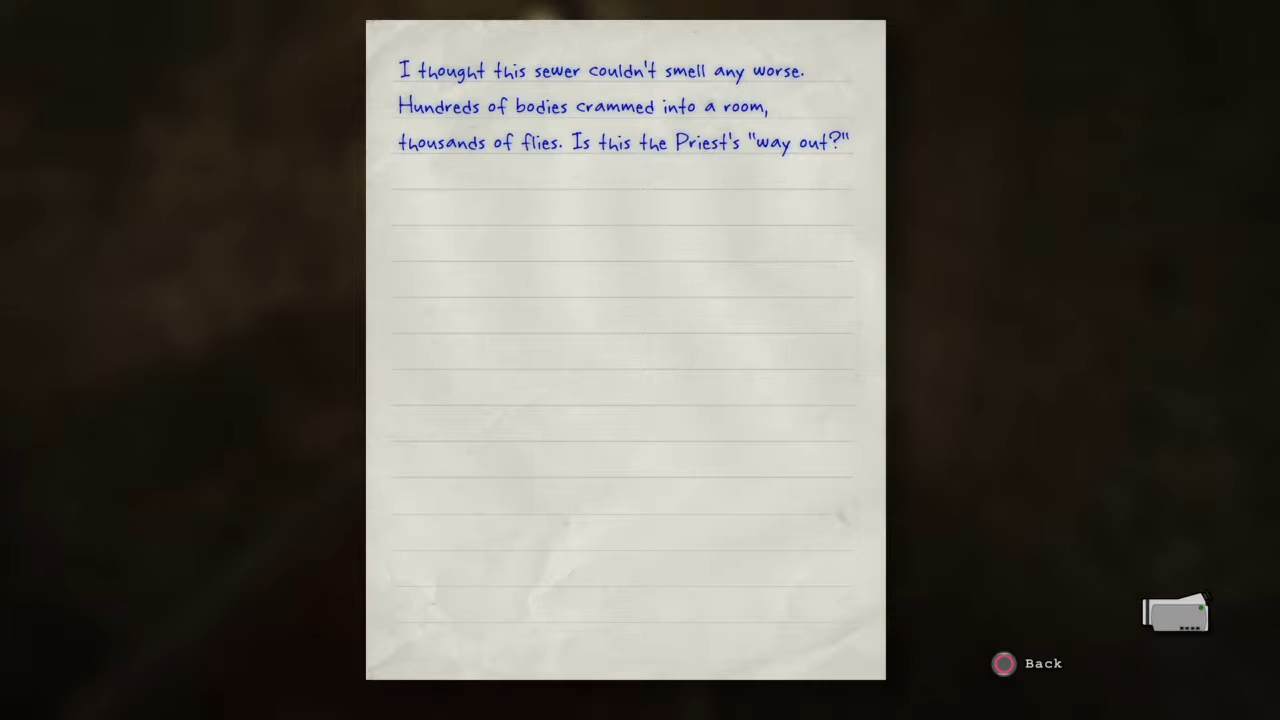 I thought this sewer couldn't smell any worse.
Hundreds of bodies crammed into a room,
thousands of flies. Is this the Priest's "way out?"
Back